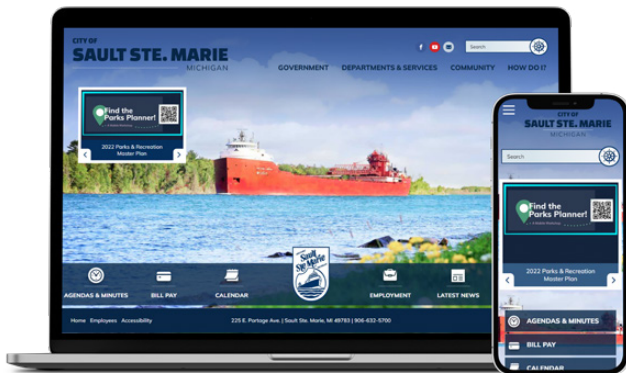 CITY OF
SAULT STE. MARIE
MICHIGAN
Search
GOVERNMENT DEPARTMENTS & SERVICES COMMUNITY HOW DO I?
Find the
Parks Planner!
2022 Parks & Recreation
Master Plan
Sault
Ste Marie
AGENDAS & MINUTES BILL PAY CALENDAR EMPLOYMENT LATEST NEWS
Home Employees Accessibility 225 E. Portage Ave. | Sault Ste. Marie, MI 49783 | 906-632-5700
CITY OF
SAULT STE. MARIE
MICHIGAN
Search
Find the
Parks Planner!
2022 Parks & Recreation
Master Plan
AGENDAS & MINUTES
BILL PAY
CALENDAR